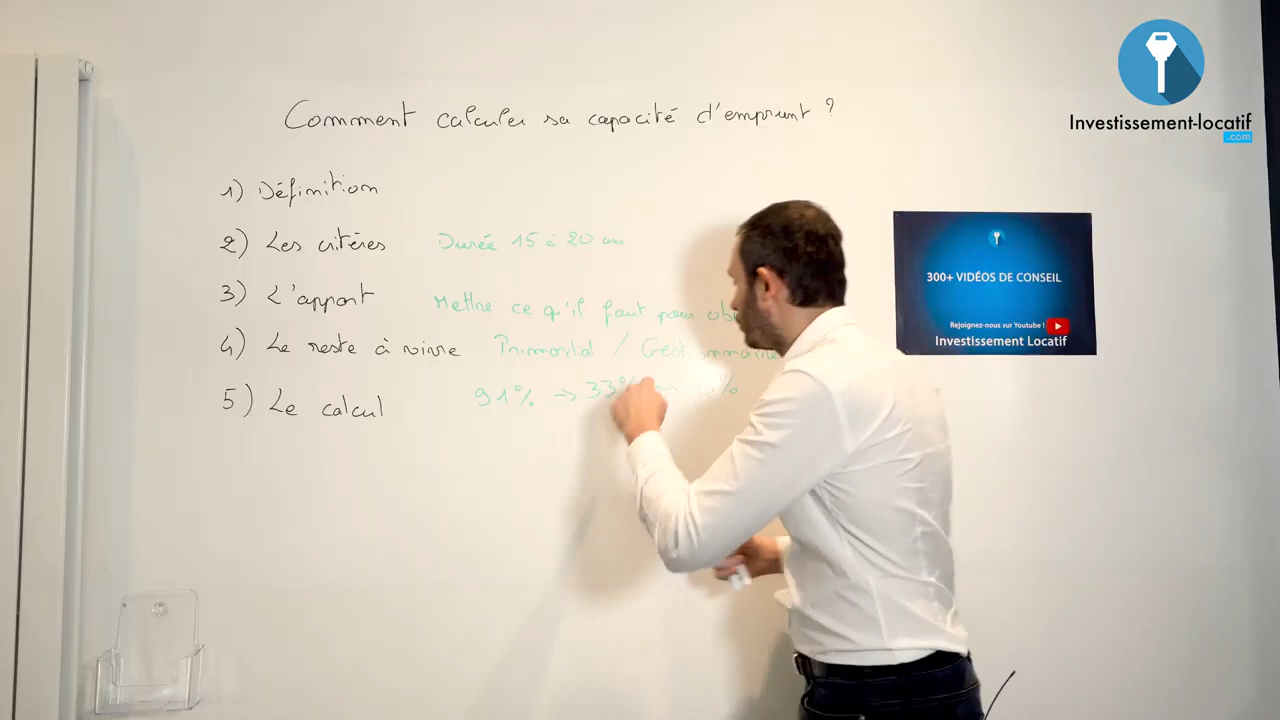 Investissement-locatif
.com
Comment calculer sa capacité d'emprunt ?
1) Définition
2) Les critères Durée 15 à 20 ans
3) L'apport Mettre ce qu'il faut pour
4) Le reste à vivre Primordial / Gestionnaire
5) Le calcul 91% → 33% →
300+ VIDÉOS DE CONSEIL
Rejoignez-nous sur Youtube !
Investissement Locatif